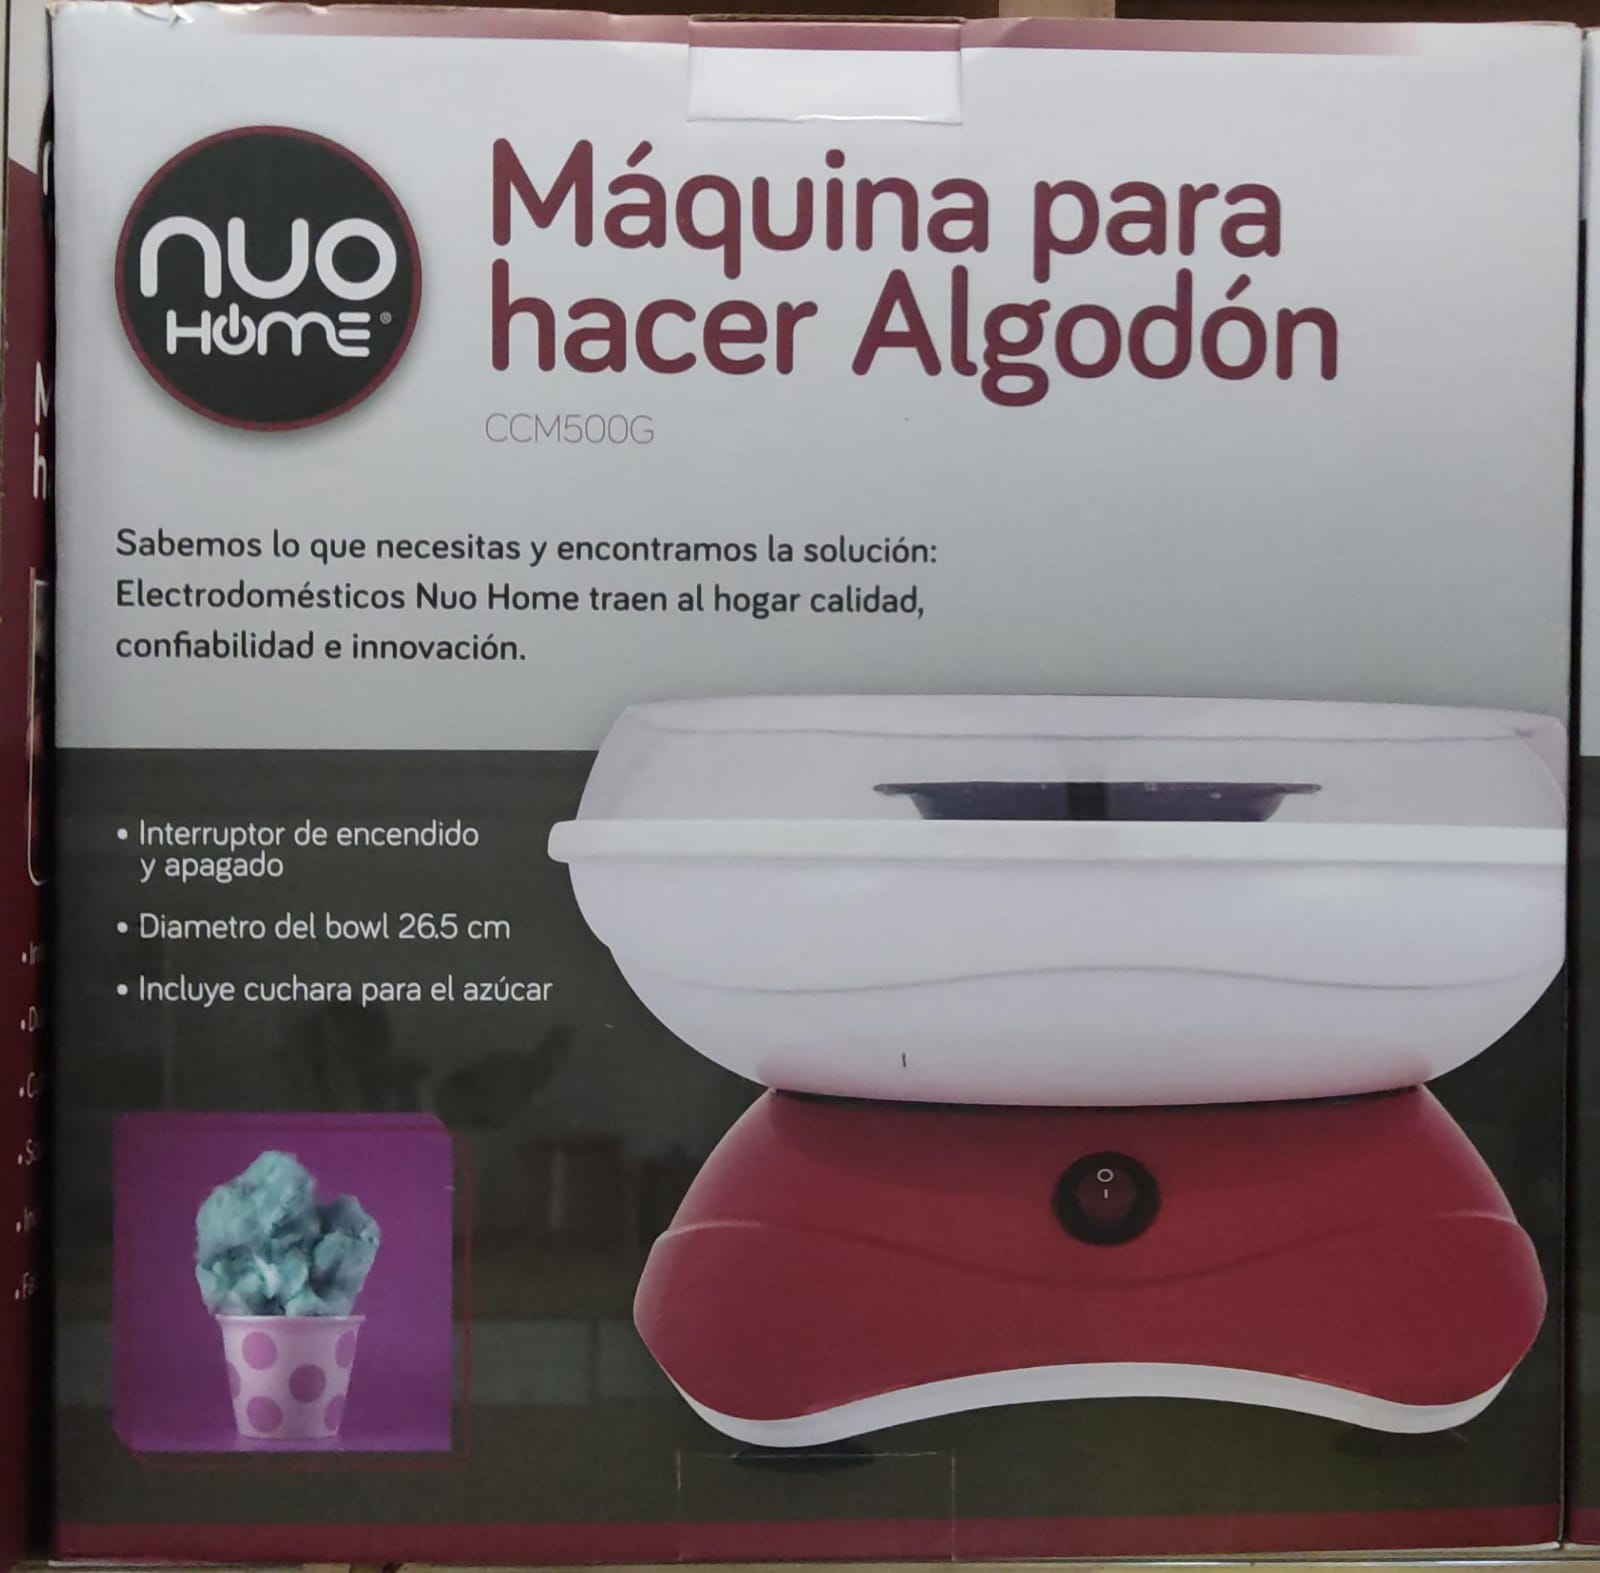 nuo
HOME®
Máquina para
hacer Algodón
CCM500G
Sabemos lo que necesitas y encontramos la solución:
Electrodomésticos Nuo Home traen al hogar calidad,
confiabilidad e innovación.
• Interruptor de encendido
y apagado
• Diametro del bowl 26.5 cm
• Incluye cuchara para el azúcar
O
I